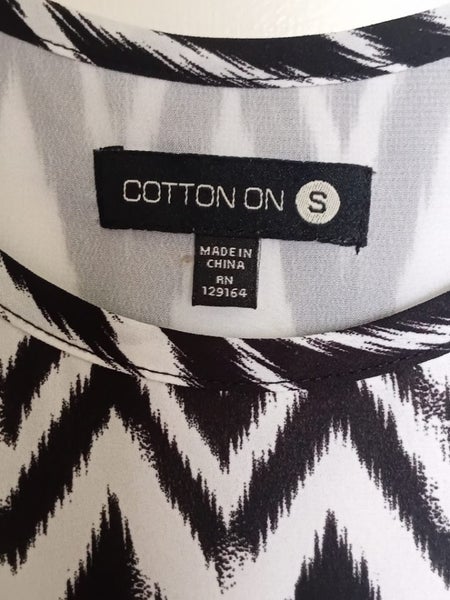 COTTON ON S
MADE IN
CHINA
RN
129164